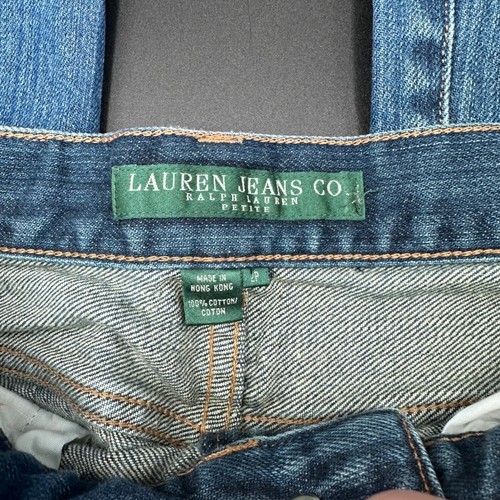 LAUREN JEANS CO.
RALPH LAUREN
PETITE
MADE IN
HONG KONG
100% COTTON/
COTON